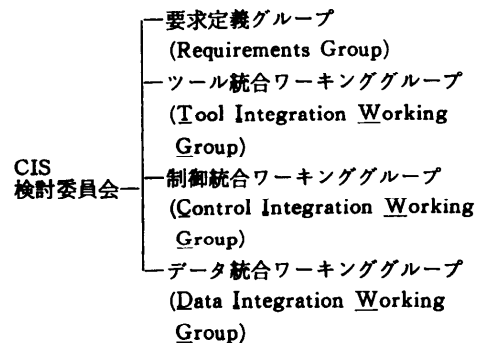 要求定義グループ
(Requirements Group)
ツール統合ワーキンググループ
(Tool Integration Working
Group)
CIS
検討委員会
制御統合ワーキンググループ
(Control Integration Working
Group)
データ統合ワーキンググループ
(Data Integration Working
Group)